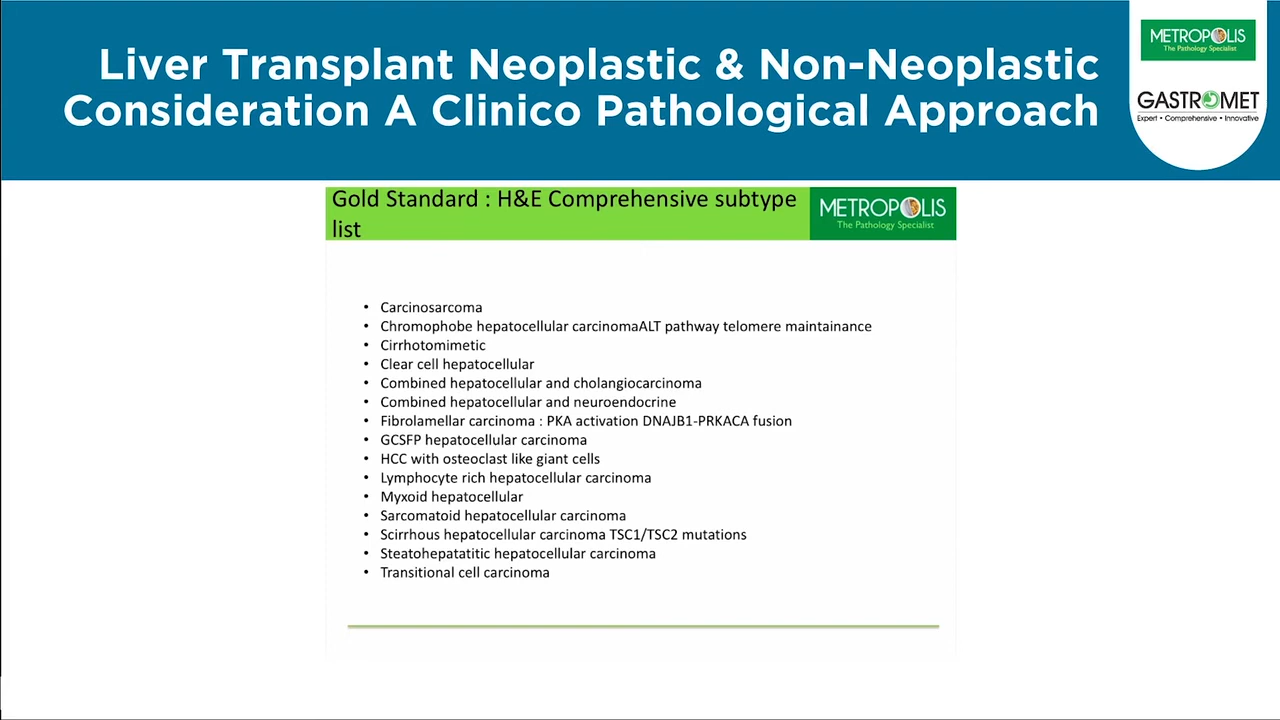 Liver Transplant Neoplastic & Non-Neoplastic
Consideration A Clinico Pathological Approach
METROPOLIS
The Pathology Specialist
GASTROMET
Expert • Comprehensive • Innovative
Gold Standard : H&E Comprehensive subtype
list
METROPOLIS
The Pathology Specialist
• Carcinosarcoma
• Chromophobe hepatocellular carcinomaALT pathway telomere maintainance
• Cirrhotomimetic
• Clear cell hepatocellular
• Combined hepatocellular and cholangiocarcinoma
• Combined hepatocellular and neuroendocrine
• Fibrolamellar carcinoma : PKA activation DNAJB1-PRKACA fusion
• GCSFP hepatocellular carcinoma
• HCC with osteoclast like giant cells
• Lymphocyte rich hepatocellular carcinoma
• Myxoid hepatocellular
• Sarcomatoid hepatocellular carcinoma
• Scirrhous hepatocellular carcinoma TSC1/TSC2 mutations
• Steatohepatatitic hepatocellular carcinoma
• Transitional cell carcinoma